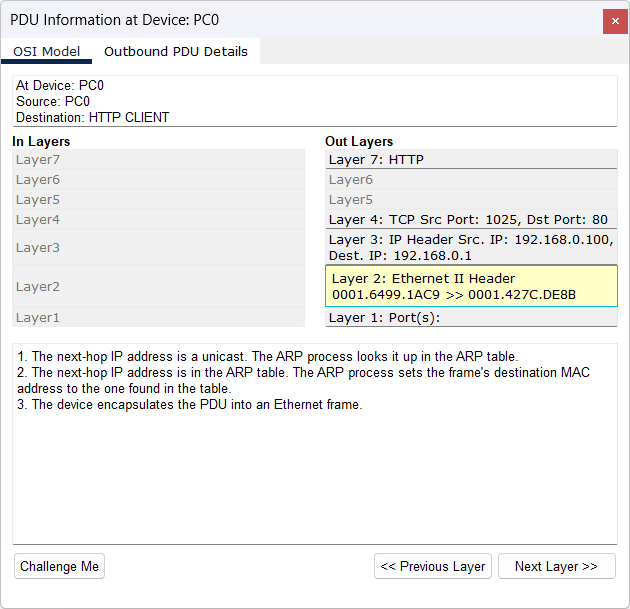 PDU Information at Device: PC0
OSI Model
Outbound PDU Details
At Device: PC0
Source: PC0
Destination: HTTP CLIENT
In Layers
Layer7
Layer6
Layer5
Layer4
Layer3
Layer2
Layer1
Out Layers
Layer 7: HTTP
Layer6
Layer5
Layer 4: TCP Src Port: 1025, Dst Port: 80
Layer 3: IP Header Src. IP: 192.168.0.100,
Dest. IP: 192.168.0.1
Layer 2: Ethernet II Header
0001.6499.1AC9 >> 0001.427C.DE8B
Layer 1: Port(s):
1. The next-hop IP address is a unicast. The ARP process looks it up in the ARP table.
2. The next-hop IP address is in the ARP table. The ARP process sets the frame's destination MAC
address to the one found in the table.
3. The device encapsulates the PDU into an Ethernet frame.
Challenge Me
<< Previous Layer
Next Layer >>